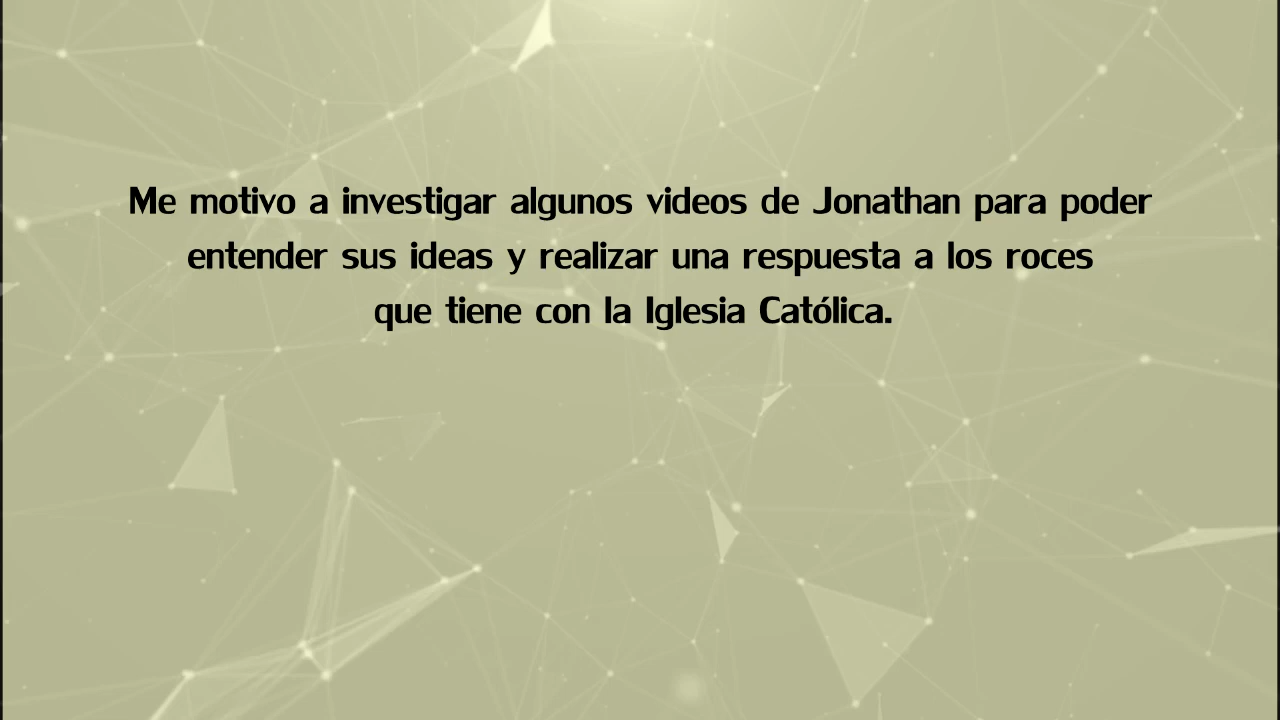 Me motivo a investigar algunos videos de Jonathan para poder
entender sus ideas y realizar una respuesta a los roces
que tiene con la Iglesia Católica.